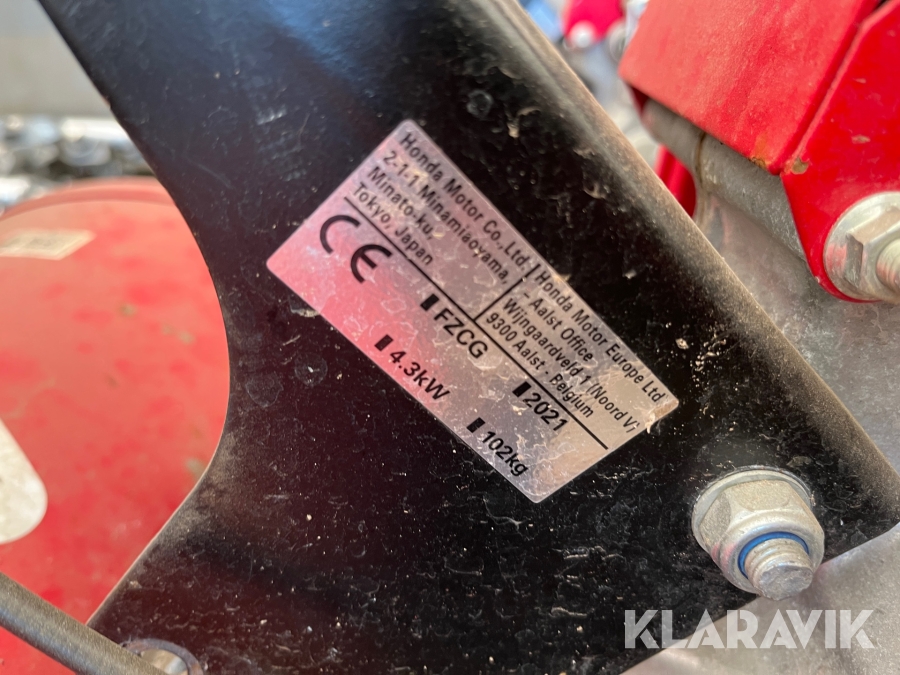 Honda Motor Co., Ltd
2-1-1 Minamiaoyama,
Minato-ku,
Tokyo, Japan
Honda Motor Europe Ltd
- Aalst Office
Wijngaardveld 1 (Noord V)
9300 Aalst - Belgium
CE
FZCG
2021
4.3kW
102kg
KLARAVIK